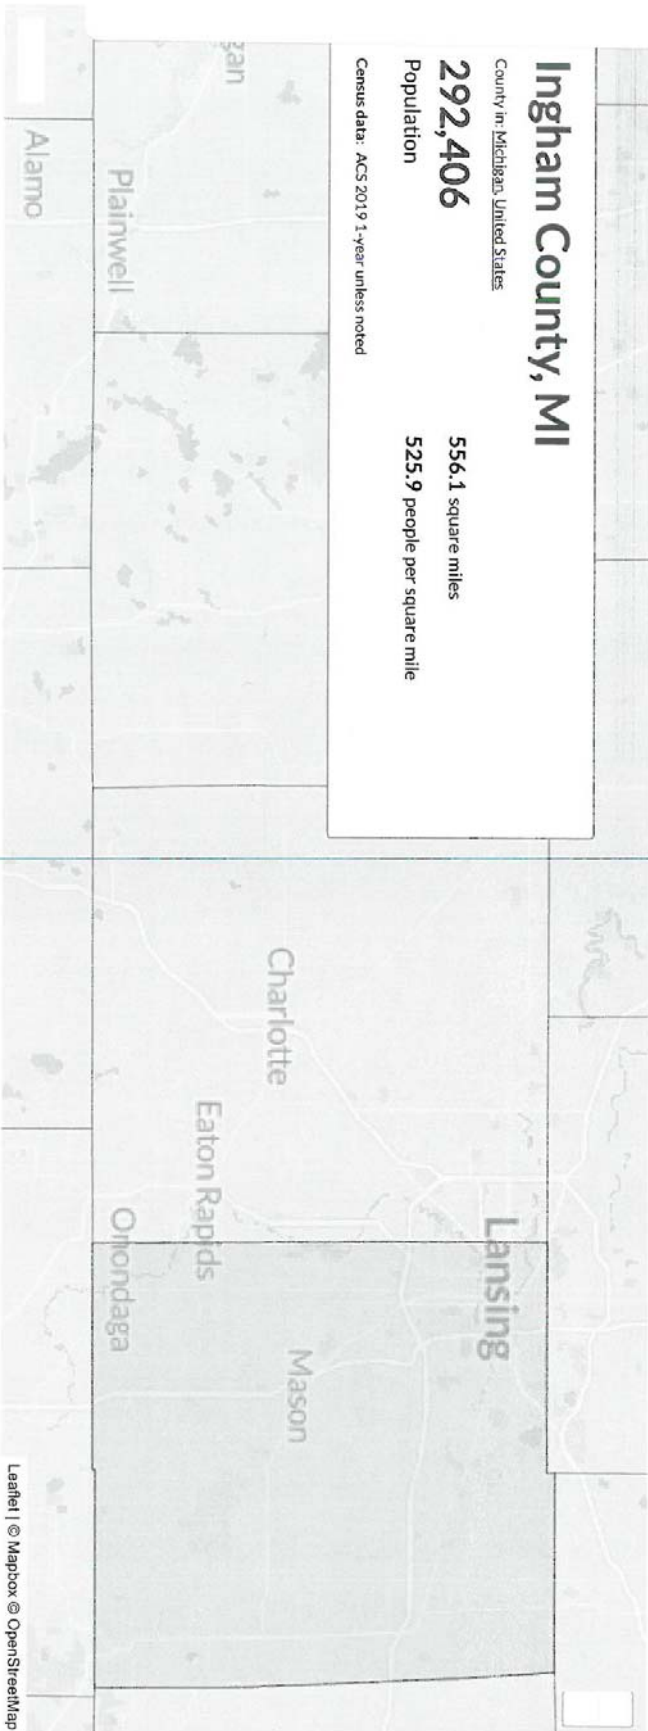 Ingham County, MI
County in: Michigan, United States
292,406
Population
556.1 square miles
525.9 people per square mile
Census data: ACS 2019 1-year unless noted
gan
Plainwell
Alamo
Lansing
Charlotte
Mason
Eaton Rapids
Onondaga
Leaflet | © Mapbox © OpenStreetMap